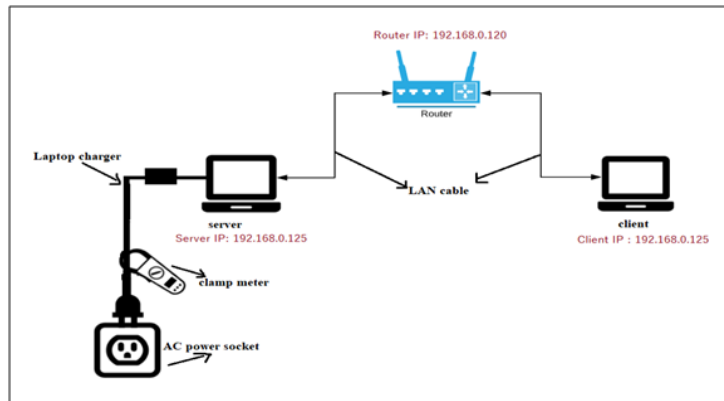 Router IP: 192.168.0.120
Router
Laptop charger
LAN cable
server
Server IP: 192.168.0.125
client
Client IP : 192.168.0.125
clamp meter
AC power socket